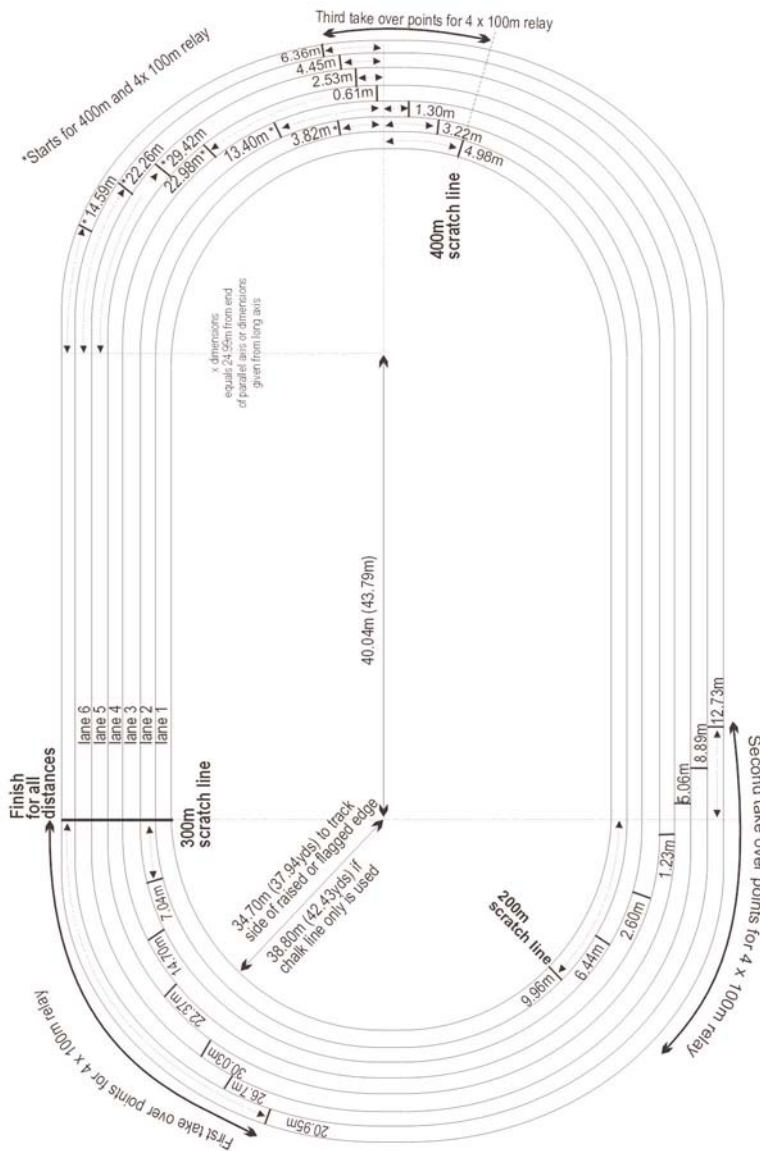 Third take over points for 4 x 100m relay
*Starts for 400m and 4x 100m relay
6.36m
4.45m
2.53m
0.61m
1.30m
3.22m
4.98m
3.82m*
13.40m*
22.98m*
*29.42m
*22.26m
*14.59m
400m
scratch line
x dimensions
equals 24.99m from end
of parallel axis or dimensions
given from long axis
40.04m (43.79m)
lane 6
lane 5
lane 4
lane 3
lane 2
lane 1
Finish
for all
distances
300m
scratch line
34.70m (37.94yds) to track
side of raised or flagged edge
38.80m (42.43yds) if
chalk line only is used
200m
scratch line
12.73m
8.89m
5.06m
1.23m
2.60m
6.44m
9.96m
Second take over points for 4 x 100m relay
7.04m
14.70m
22.37m
30.03m
26.7m
20.95m
First take over points for 4 x 100m relay